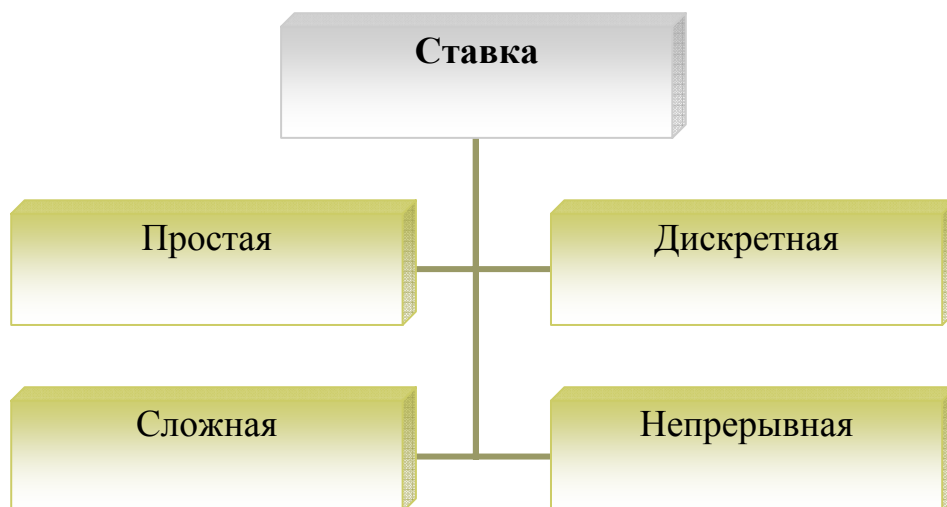 Ставка
Простая
Дискретная
Сложная
Непрерывная